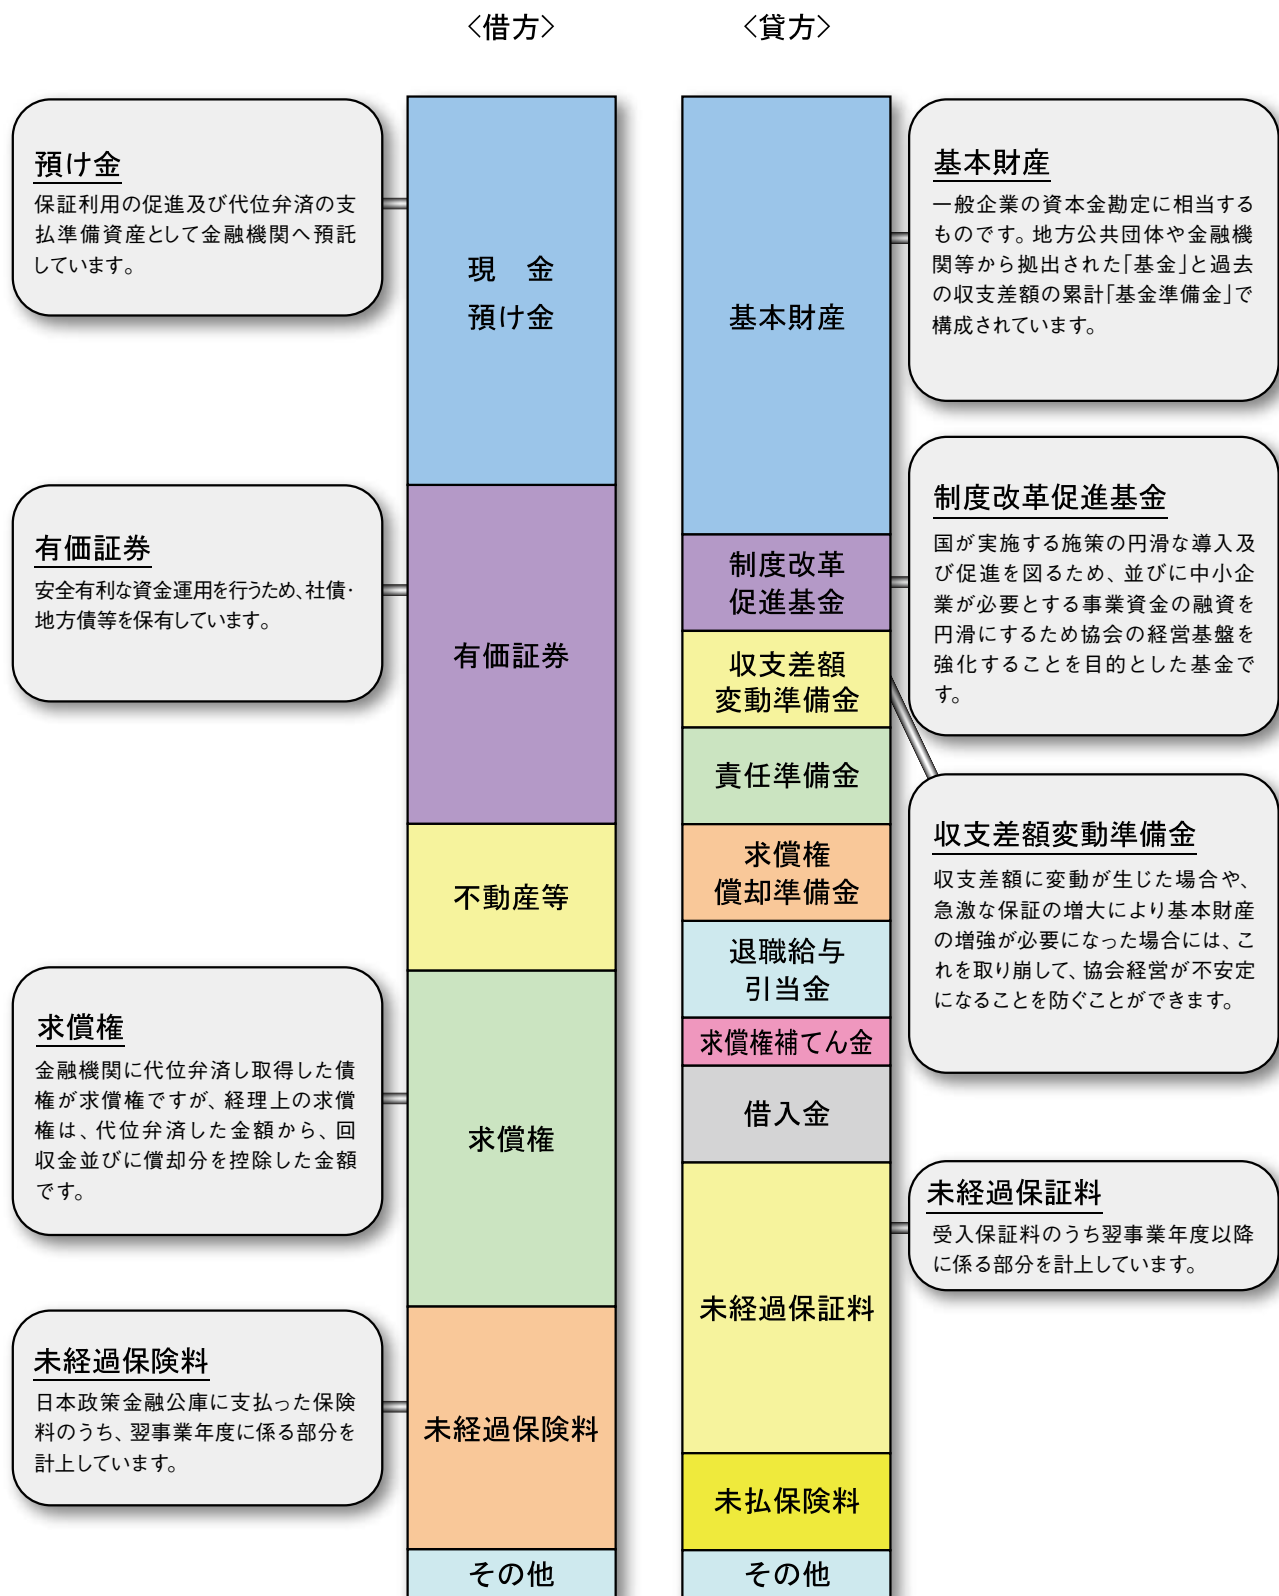 〈借方〉
〈貸方〉
預け金
保証利用の促進及び代位弁済の支
払準備資産として金融機関へ預託
しています。
有価証券
安全有利な資金運用を行うため、社債・
地方債等を保有しています。
求償権
金融機関に代位弁済し取得した債
権が求償権ですが、経理上の求償
権は、代位弁済した金額から、回
収金並びに償却分を控除した金額
です。
未経過保険料
日本政策金融公庫に支払った保険
料のうち、翌事業年度に係る部分を
計上しています。
現　金
預け金
有価証券
不動産等
求償権
未経過保険料
その他
基本財産
制度改革
促進基金
収支差額
変動準備金
責任準備金
求償権
償却準備金
退職給与
引当金
求償権補てん金
借入金
未経過保証料
未払保険料
その他
基本財産
一般企業の資本金勘定に相当する
ものです。地方公共団体や金融機
関等から拠出された「基金」と過去
の収支差額の累計「基金準備金」で
構成されています。
制度改革促進基金
国が実施する施策の円滑な導入及
び促進を図るため、並びに中小企
業が必要とする事業資金の融資を
円滑にするため協会の経営基盤を
強化することを目的とした基金で
す。
収支差額変動準備金
収支差額に変動が生じた場合や、
急激な保証の増大により基本財産
の増強が必要になった場合には、こ
れを取り崩して、協会経営が不安定
になることを防ぐことができます。
未経過保証料
受入保証料のうち翌事業年度以降
に係る部分を計上しています。